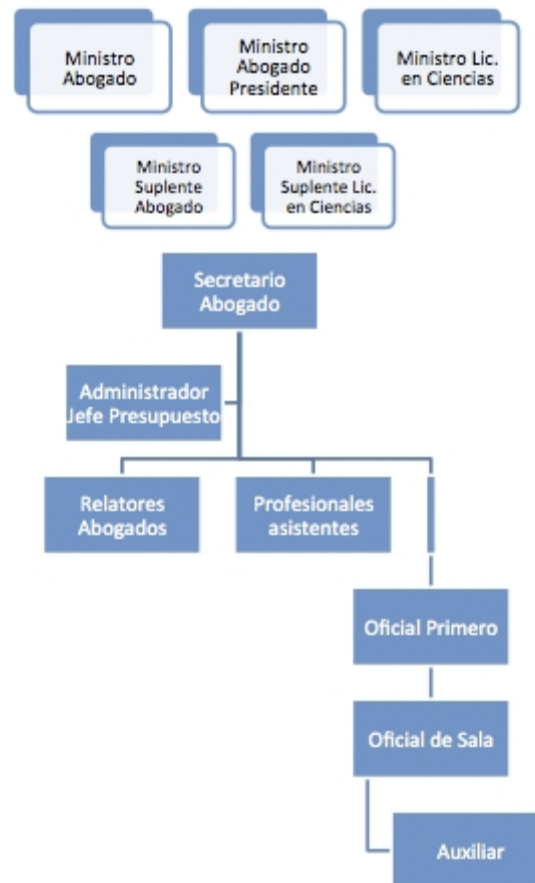 Ministro
Abogado
Ministro
Abogado
Presidente
Ministro Lic.
en Ciencias
Ministro
Suplente
Abogado
Ministro
Suplente Lic.
en Ciencias
Secretario
Abogado
Administrador
Jefe Presupuesto
Relatores
Abogados
Profesionales
asistentes
Oficial Primero
Oficial de Sala
Auxiliar